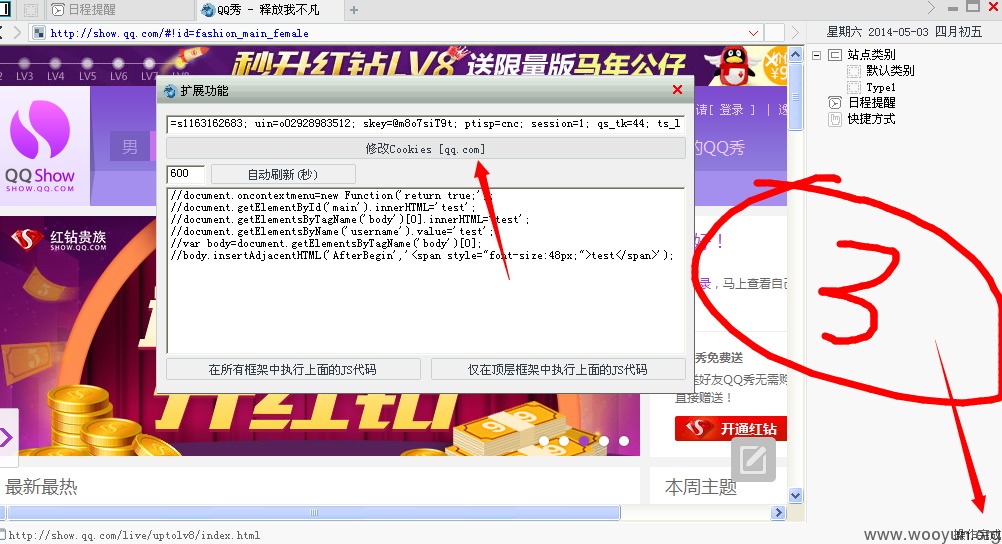 日程提醒
QQ秀 - 释放我不凡
http://show.qq.com/#!id=fashion_main_female
星期六 2014-05-03 四月初五
2 LV3 LV4 LV5 LV6 LV7 LV8
秒升红钻LV8 送限量版马年公仔
站点类别
默认类别
Type1
日程提醒
快捷方式
扩展功能
=s1163162683; uin=o02928983512; skey=@m8o7siT9t; ptisp=cnc; session=1; qs_tk=44; ts_l
修改Cookies [qq.com]
600
自动刷新(秒)
//document.oncontextmenu=new Function('return true;');
//document.getElementById('main').innerHTML='test';
//document.getElementsByTagName('body')[0].innerHTML='test';
//document.getElementsByName('username').value='test';
//var body=document.getElementsByTagName('body')[0];
//body.insertAdjacentHTML('AfterBegin','<span style="font-size:48px;">test</span>');
在所有框架中执行上面的JS代码
仅在顶层框架中执行上面的JS代码
QQShow
男
请[ 登录 ] |
的QQ秀
红钻贵族
好！
录，马上查看自己
3
秀免费送
好友QQ秀无需购
直接赠送！
开通红钻
开红钻
最新最热
本周主题
http://show.qq.com/live/uptolv8/index.html
操作完成
www.wooyun.org